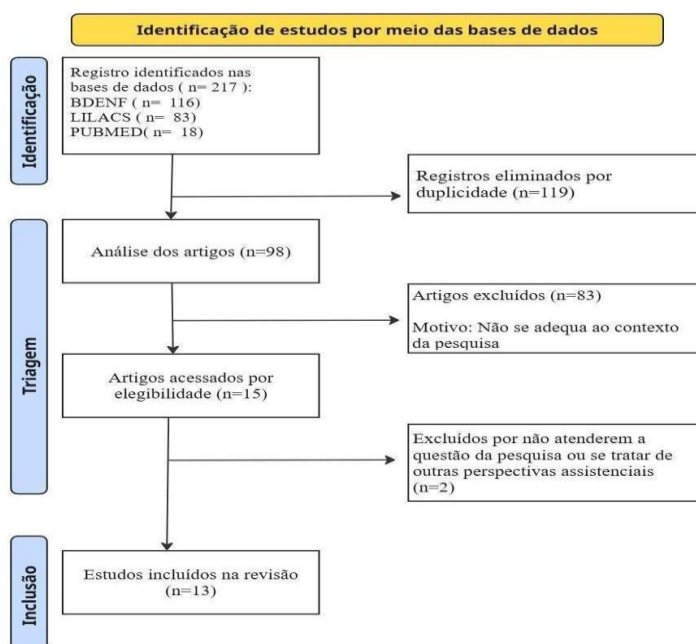 Identificação de estudos por meio das bases de dados
Identificação
Registro identificados nas
bases de dados ( n= 217 ):
BDENF ( n= 116)
LILACS ( n= 83)
PUBMED( n= 18)
Registros eliminados por
duplicidade (n=119)
Triagem
Análise dos artigos (n=98)
Artigos excluídos (n=83)
Motivo: Não se adequa ao contexto
da pesquisa
Artigos acessados por
elegibilidade (n=15)
Excluídos por não atenderem a
questão da pesquisa ou se tratar de
outras perspectivas assistenciais
(n=2)
Inclusão
Estudos incluídos na revisão
(n=13)